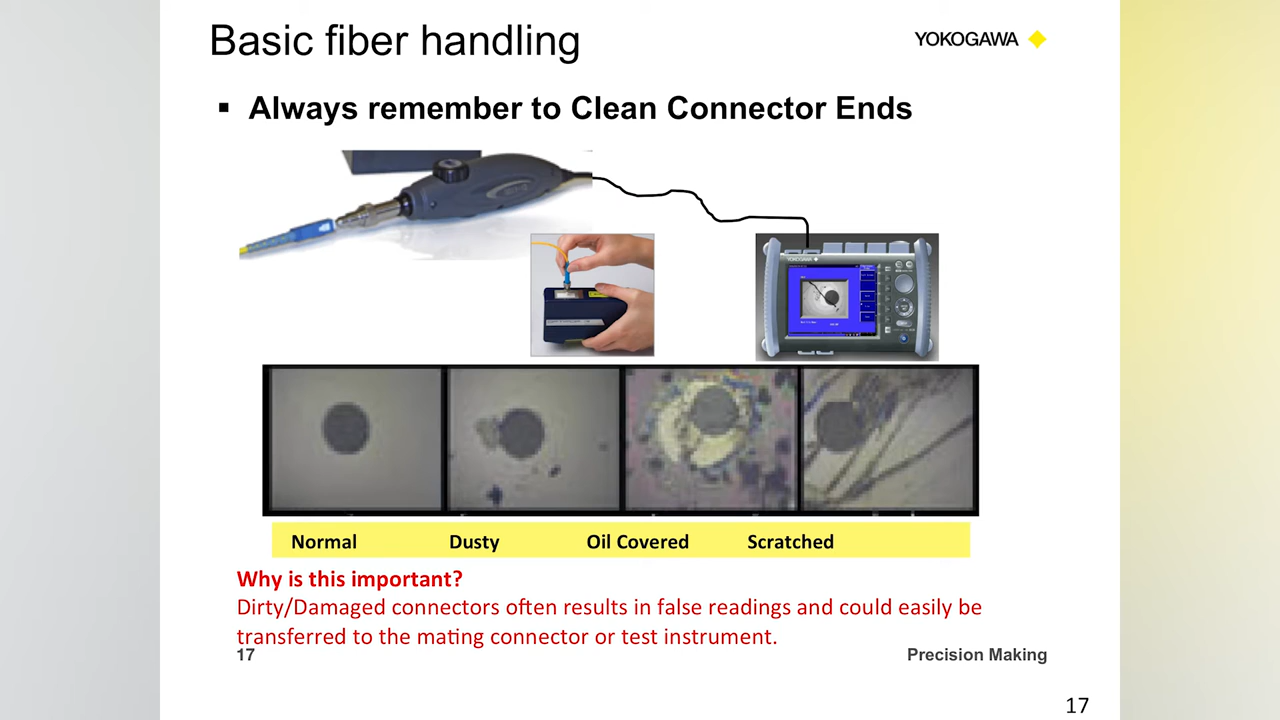 Basic fiber handling
YOKOGAWA
▪ Always remember to Clean Connector Ends
YOKOGAWA
Normal Dusty Oil Covered Scratched
Why is this important?
Dirty/Damaged connectors often results in false readings and could easily be
transferred to the mating connector or test instrument.
17
Precision Making
17